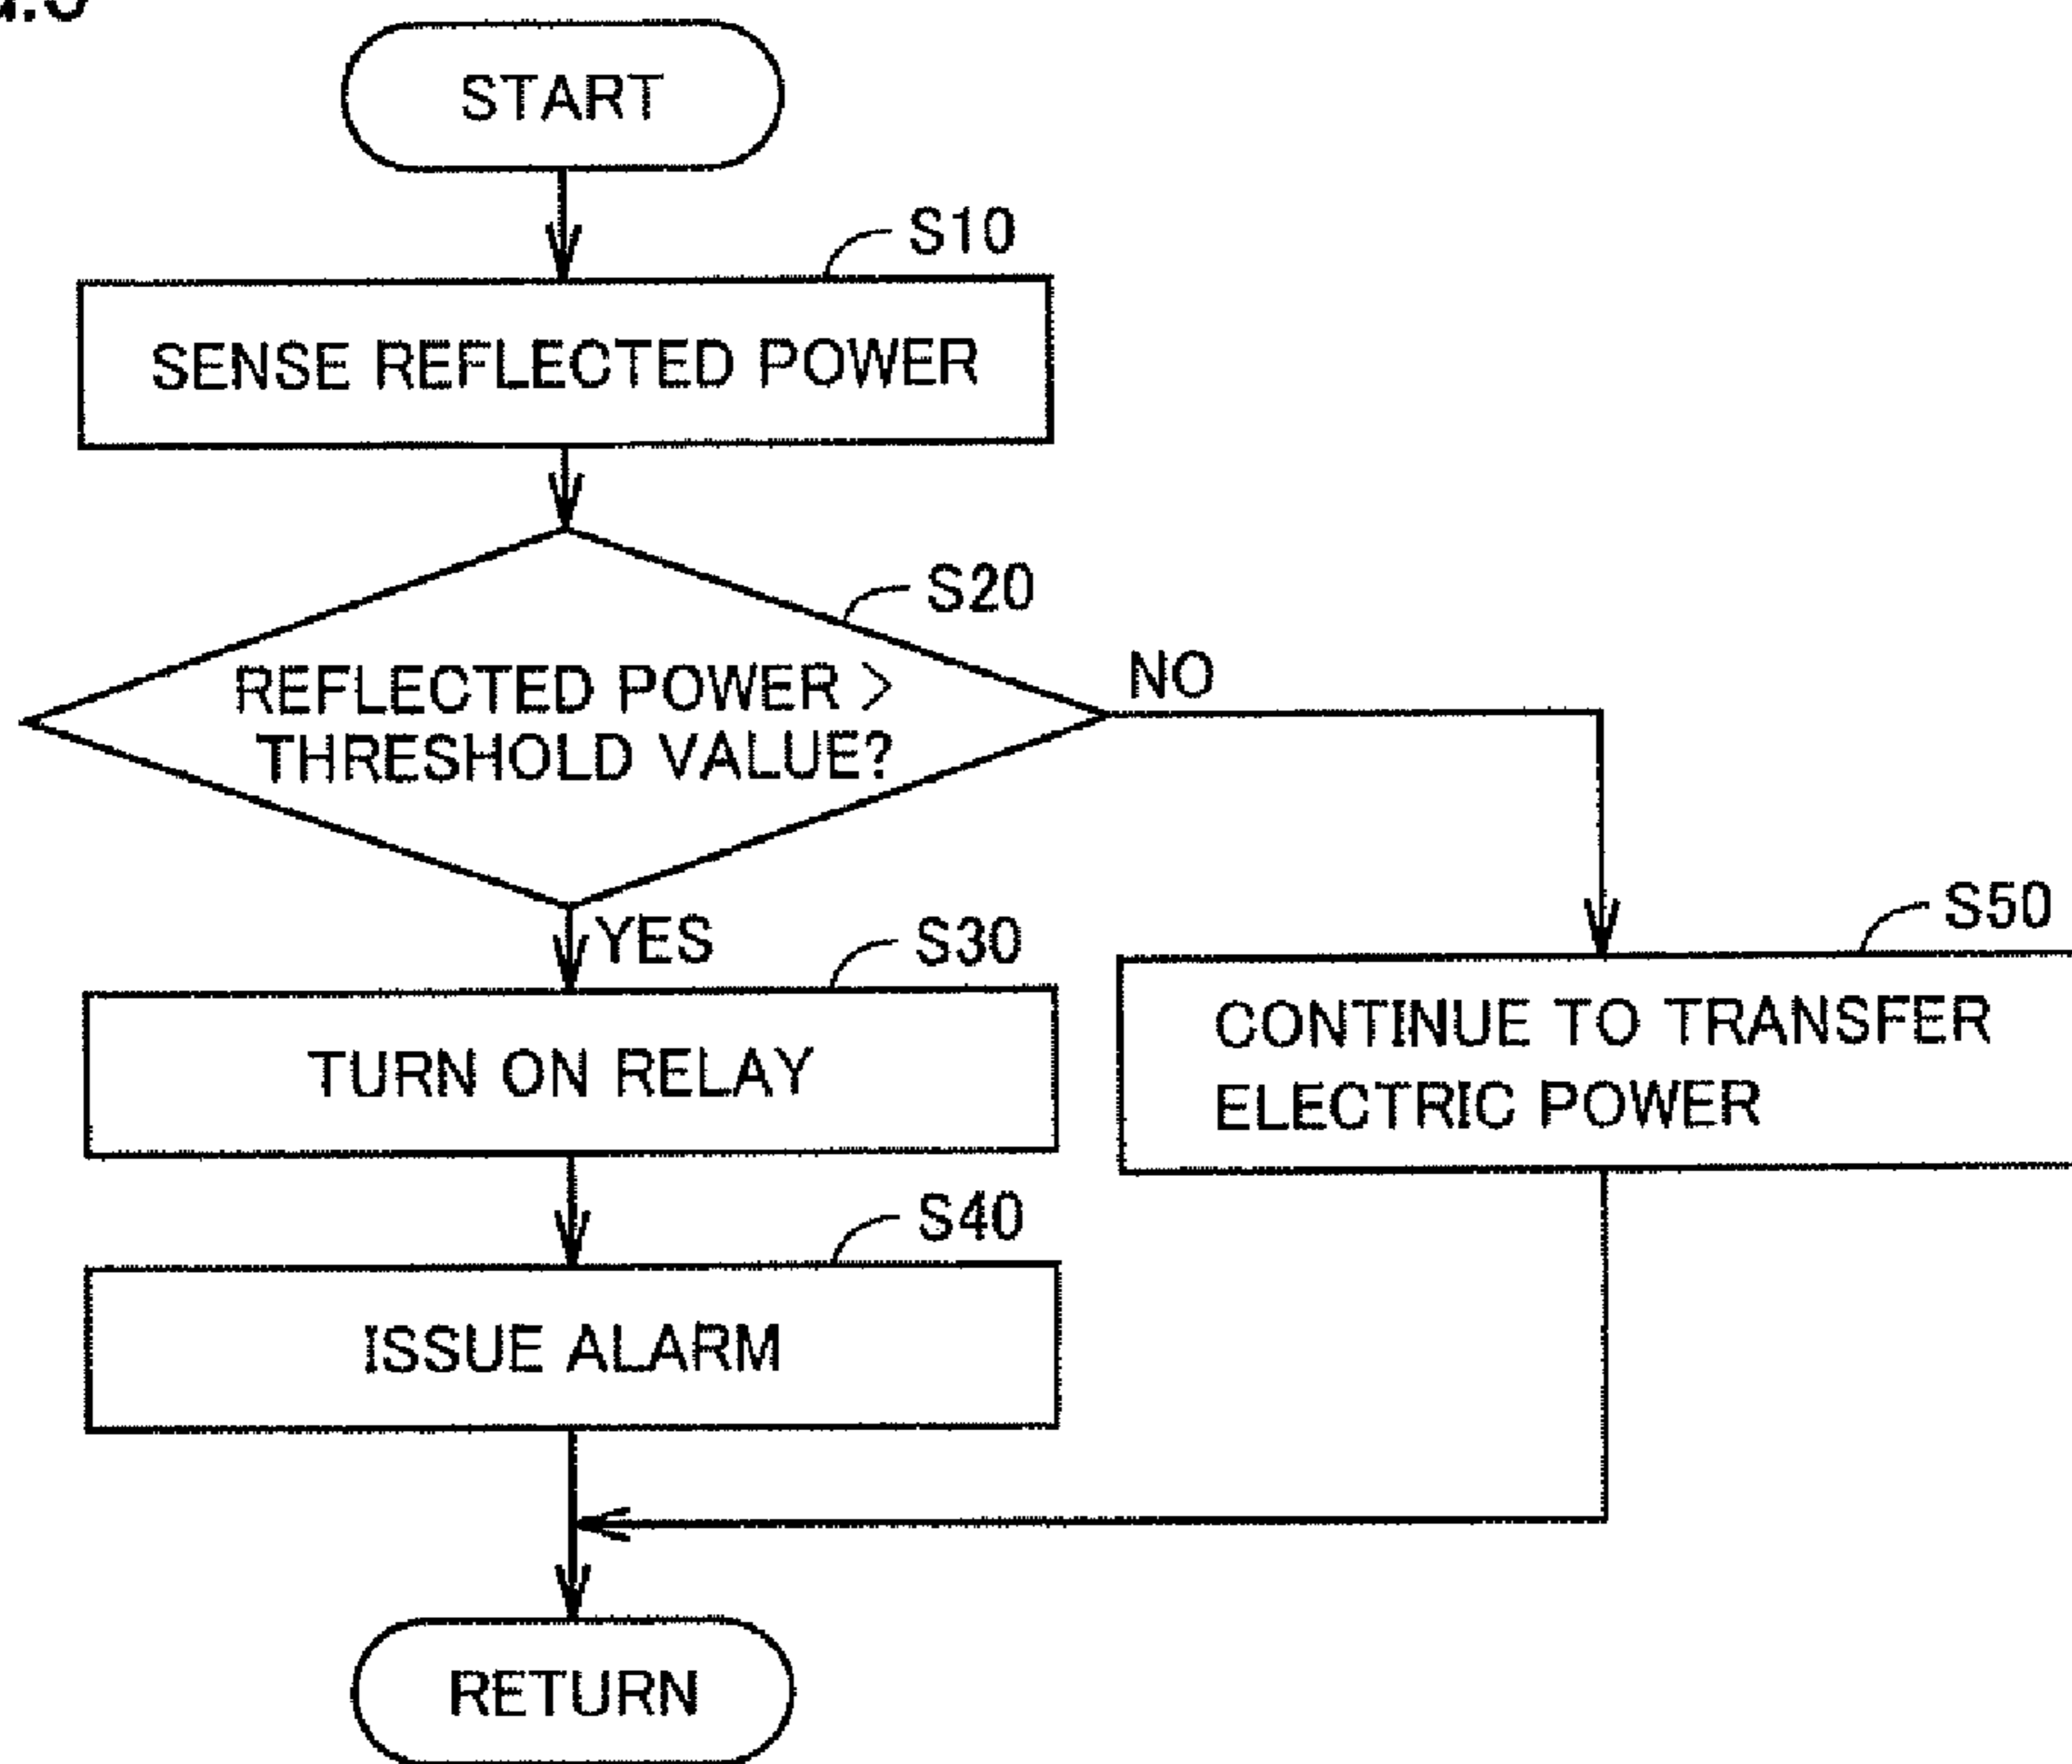 START
S10
SENSE REFLECTED POWER
S20
REFLECTED POWER >
THRESHOLD VALUE?
NO
YES
S30
S50
TURN ON RELAY
CONTINUE TO TRANSFER
ELECTRIC POWER
S40
ISSUE ALARM
RETURN